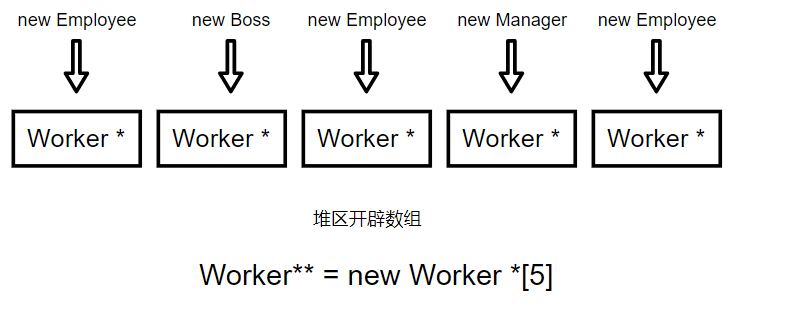 new Employee new Boss new Employee new Manager new Employee
Worker * Worker * Worker * Worker * Worker *
堆区开辟数组
Worker** = new Worker *[5]